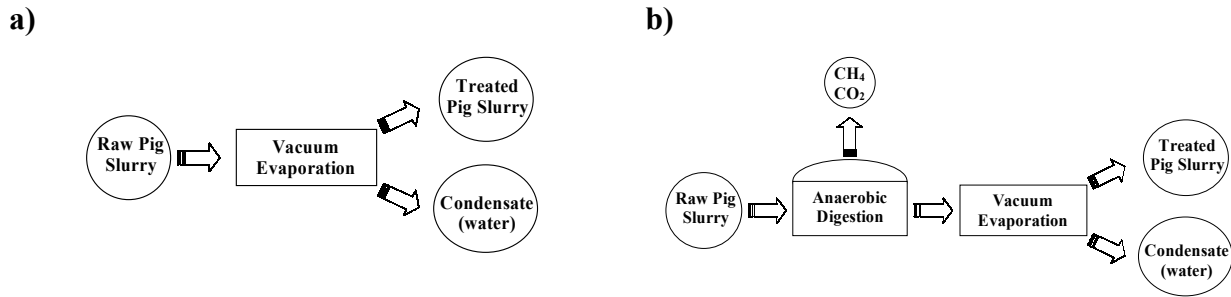 a)
Raw Pig
Slurry
Vacuum
Evaporation
Treated
Pig Slurry
Condensate
(water)
b)
CH₄
CO₂
Raw Pig
Slurry
Anaerobic
Digestion
Vacuum
Evaporation
Treated
Pig Slurry
Condensate
(water)